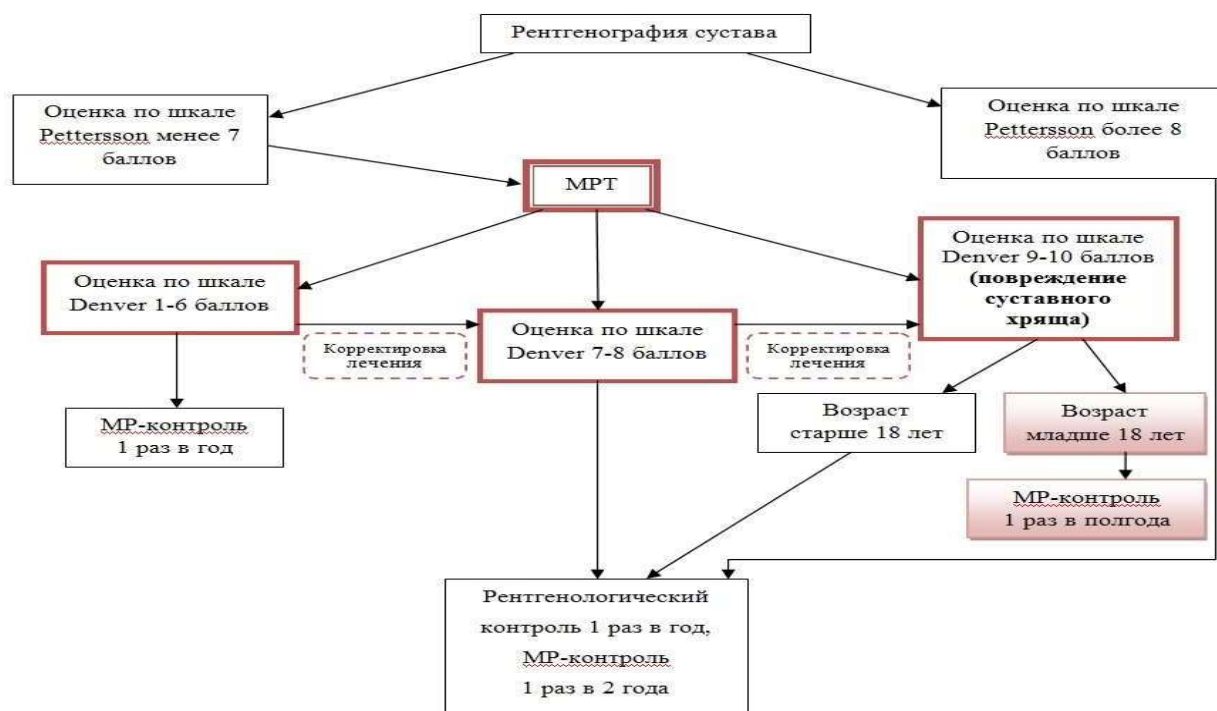 Рентгенография сустава
Оценка по шкале
Pettersson менее 7
баллов
Оценка по шкале
Pettersson более 8
баллов
МРТ
Оценка по шкале
Denver 1-6 баллов
Оценка по шкале
Denver 9-10 баллов
(повреждение
суставного
хряща)
Корректировка
лечения
Оценка по шкале
Denver 7-8 баллов
Корректировка
лечения
МР-контроль
1 раз в год
Возраст
старше 18 лет
Возраст
младше 18 лет
МР-контроль
1 раз в полгода
Рентгенологический
контроль 1 раз в год,
МР-контроль
1 раз в 2 года